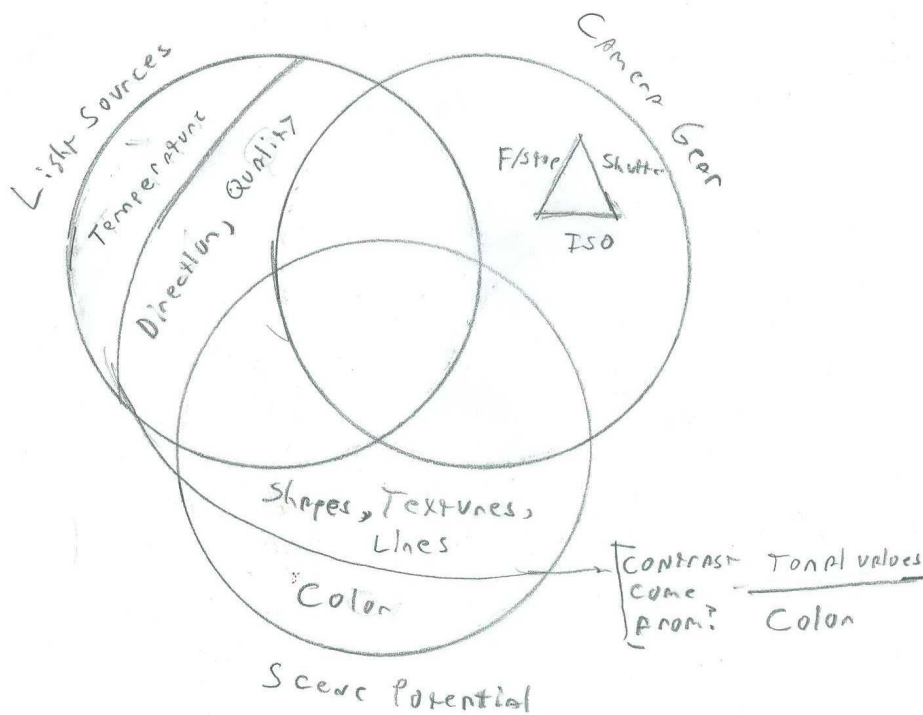 Light Sources
Camera Gear
Temperature
Direction, Quality
F/Stop
Shutter
ISO
Shapes, Textures,
Lines
Color
Contrast
come
from?
Tonal values
Color
Scene Potential